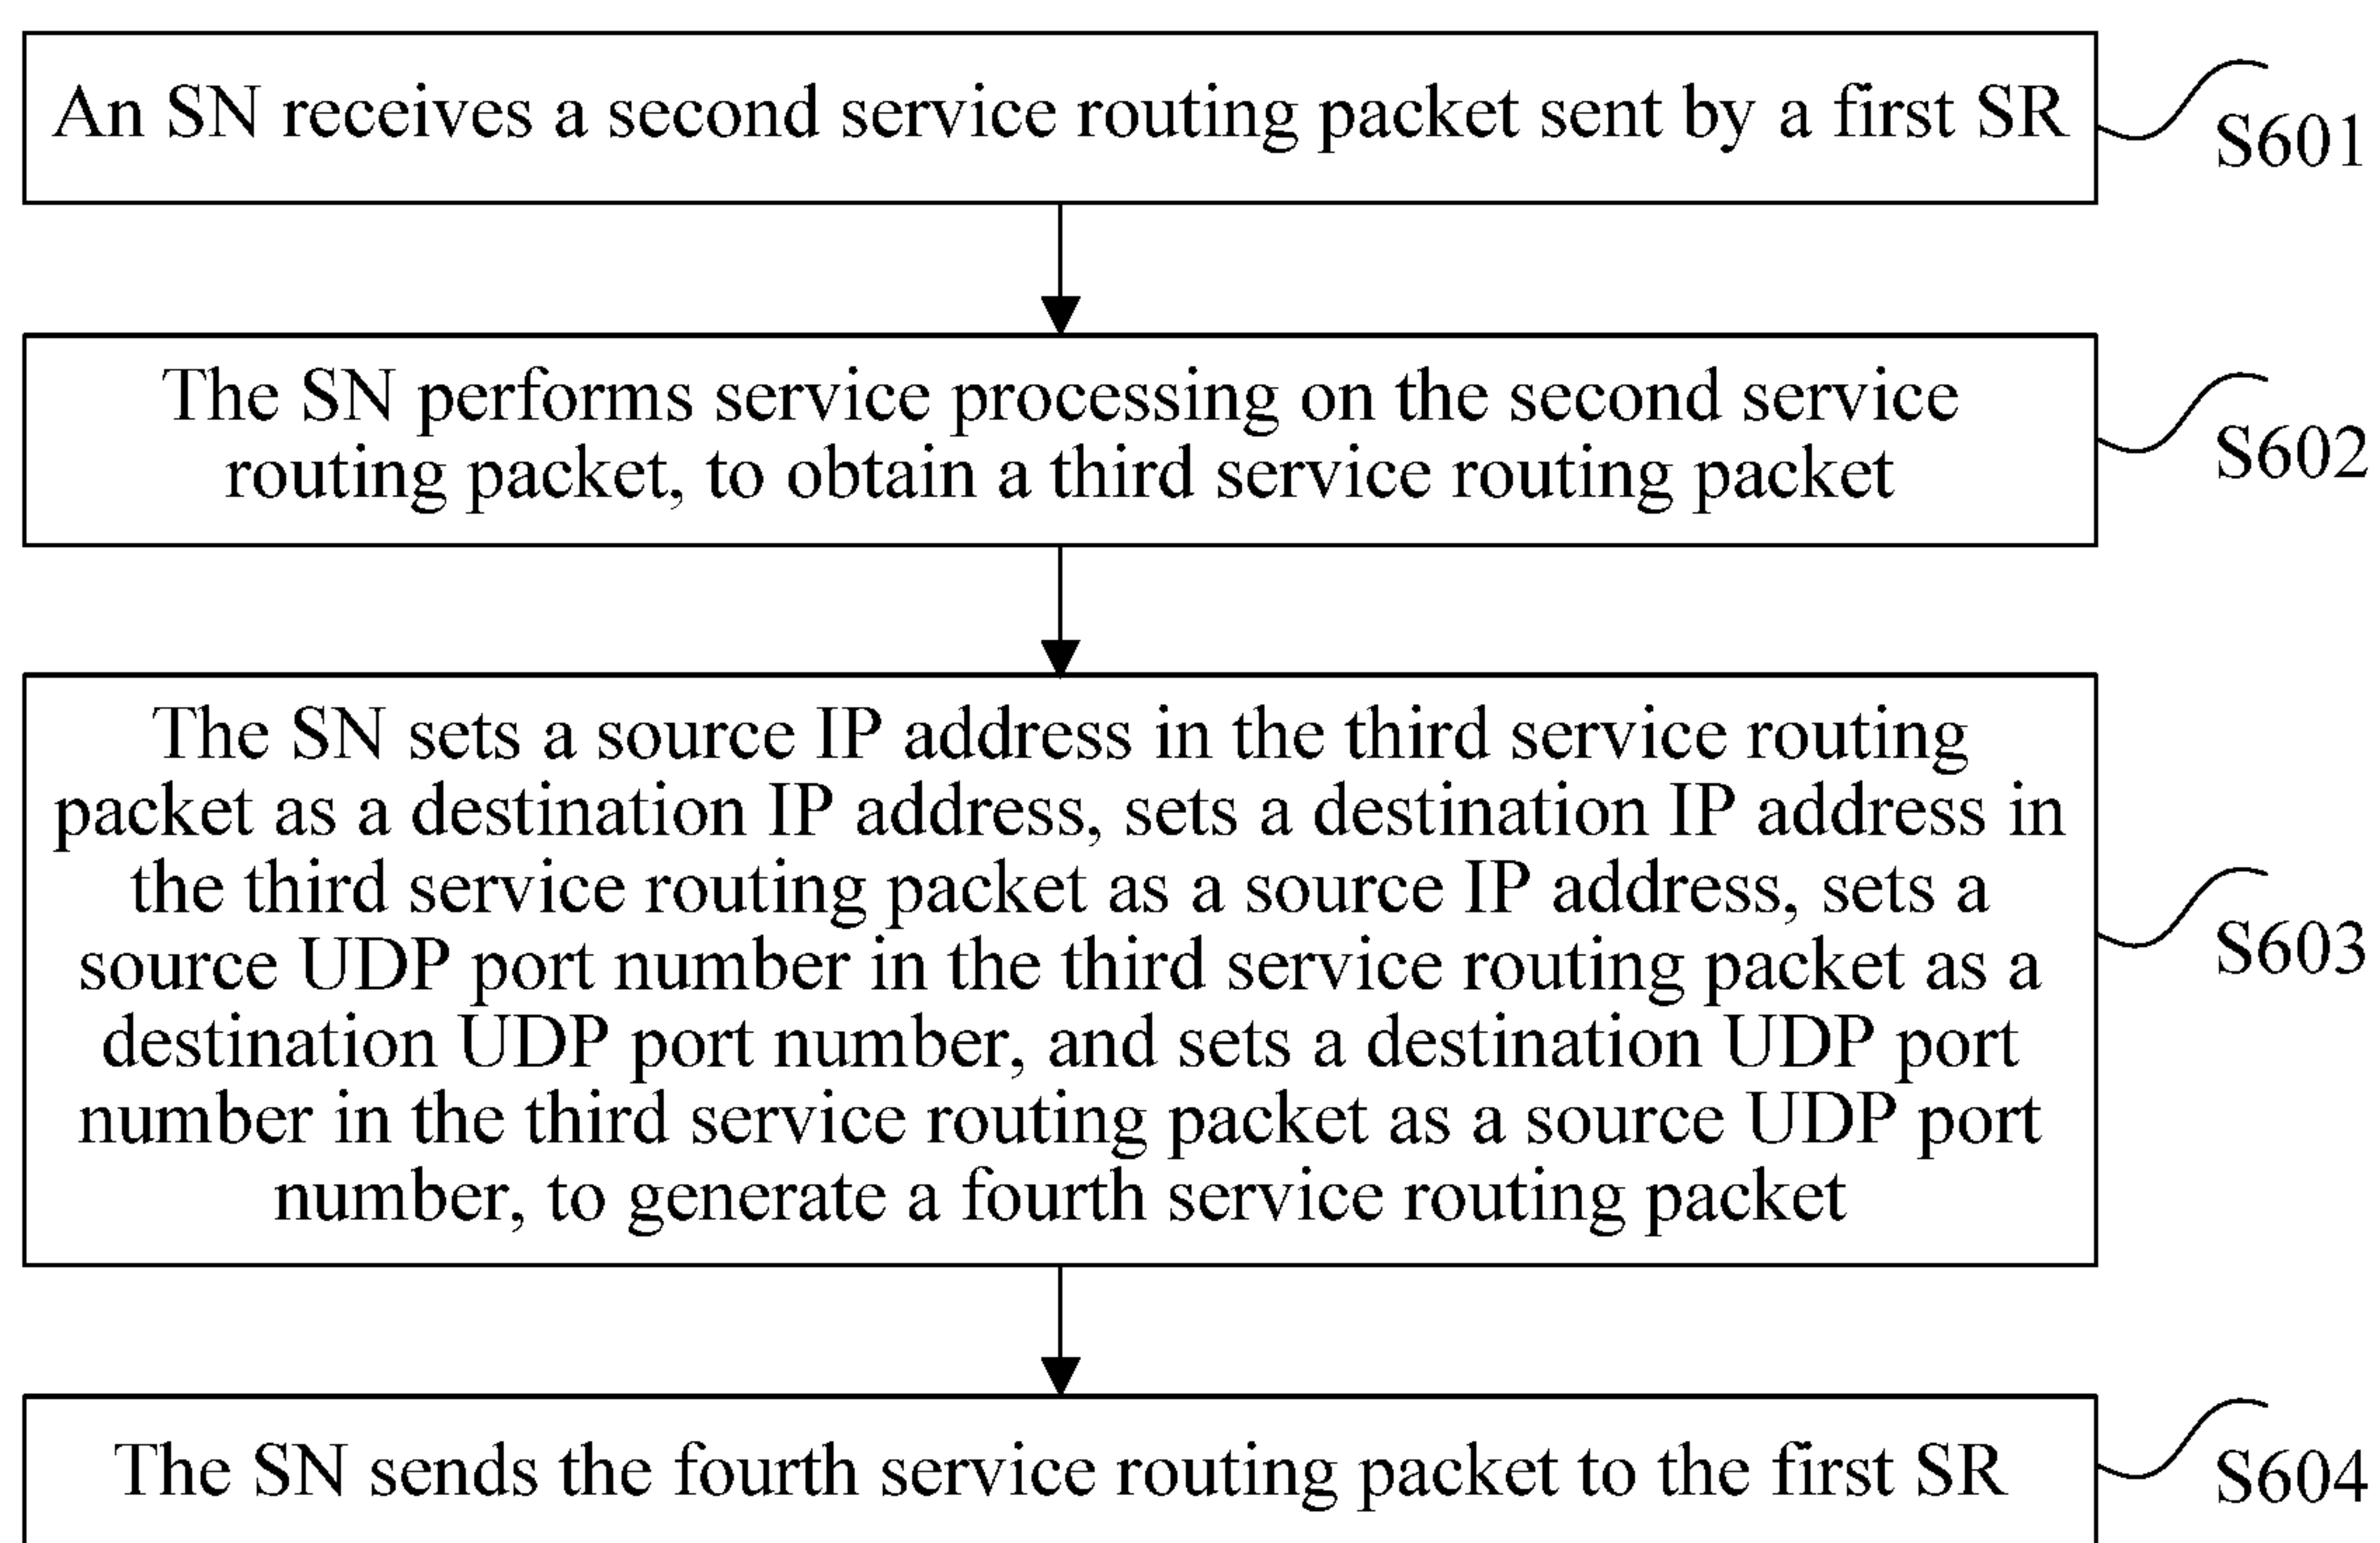 An SN receives a second service routing packet sent by a first SR
S601
The SN performs service processing on the second service
routing packet, to obtain a third service routing packet
S602
The SN sets a source IP address in the third service routing
packet as a destination IP address, sets a destination IP address in
the third service routing packet as a source IP address, sets a
source UDP port number in the third service routing packet as a
destination UDP port number, and sets a destination UDP port
number in the third service routing packet as a source UDP port
number, to generate a fourth service routing packet
S603
The SN sends the fourth service routing packet to the first SR
S604